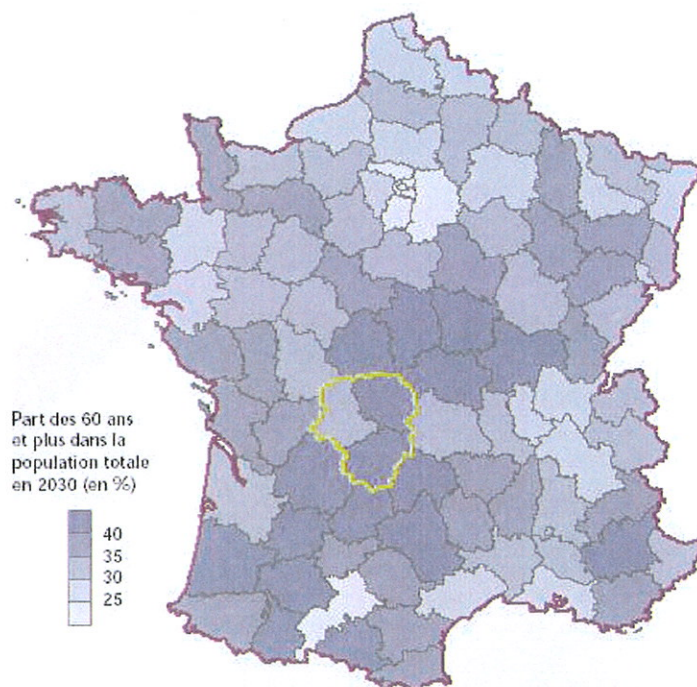 Part des 60 ans
et plus dans la
population totale
en 2030 (en %)
40
35
30
25